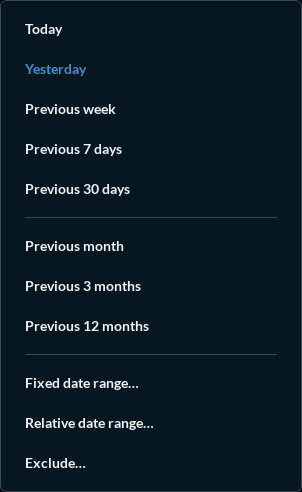 Today
Yesterday
Previous week
Previous 7 days
Previous 30 days
Previous month
Previous 3 months
Previous 12 months
Fixed date range...
Relative date range...
Exclude...